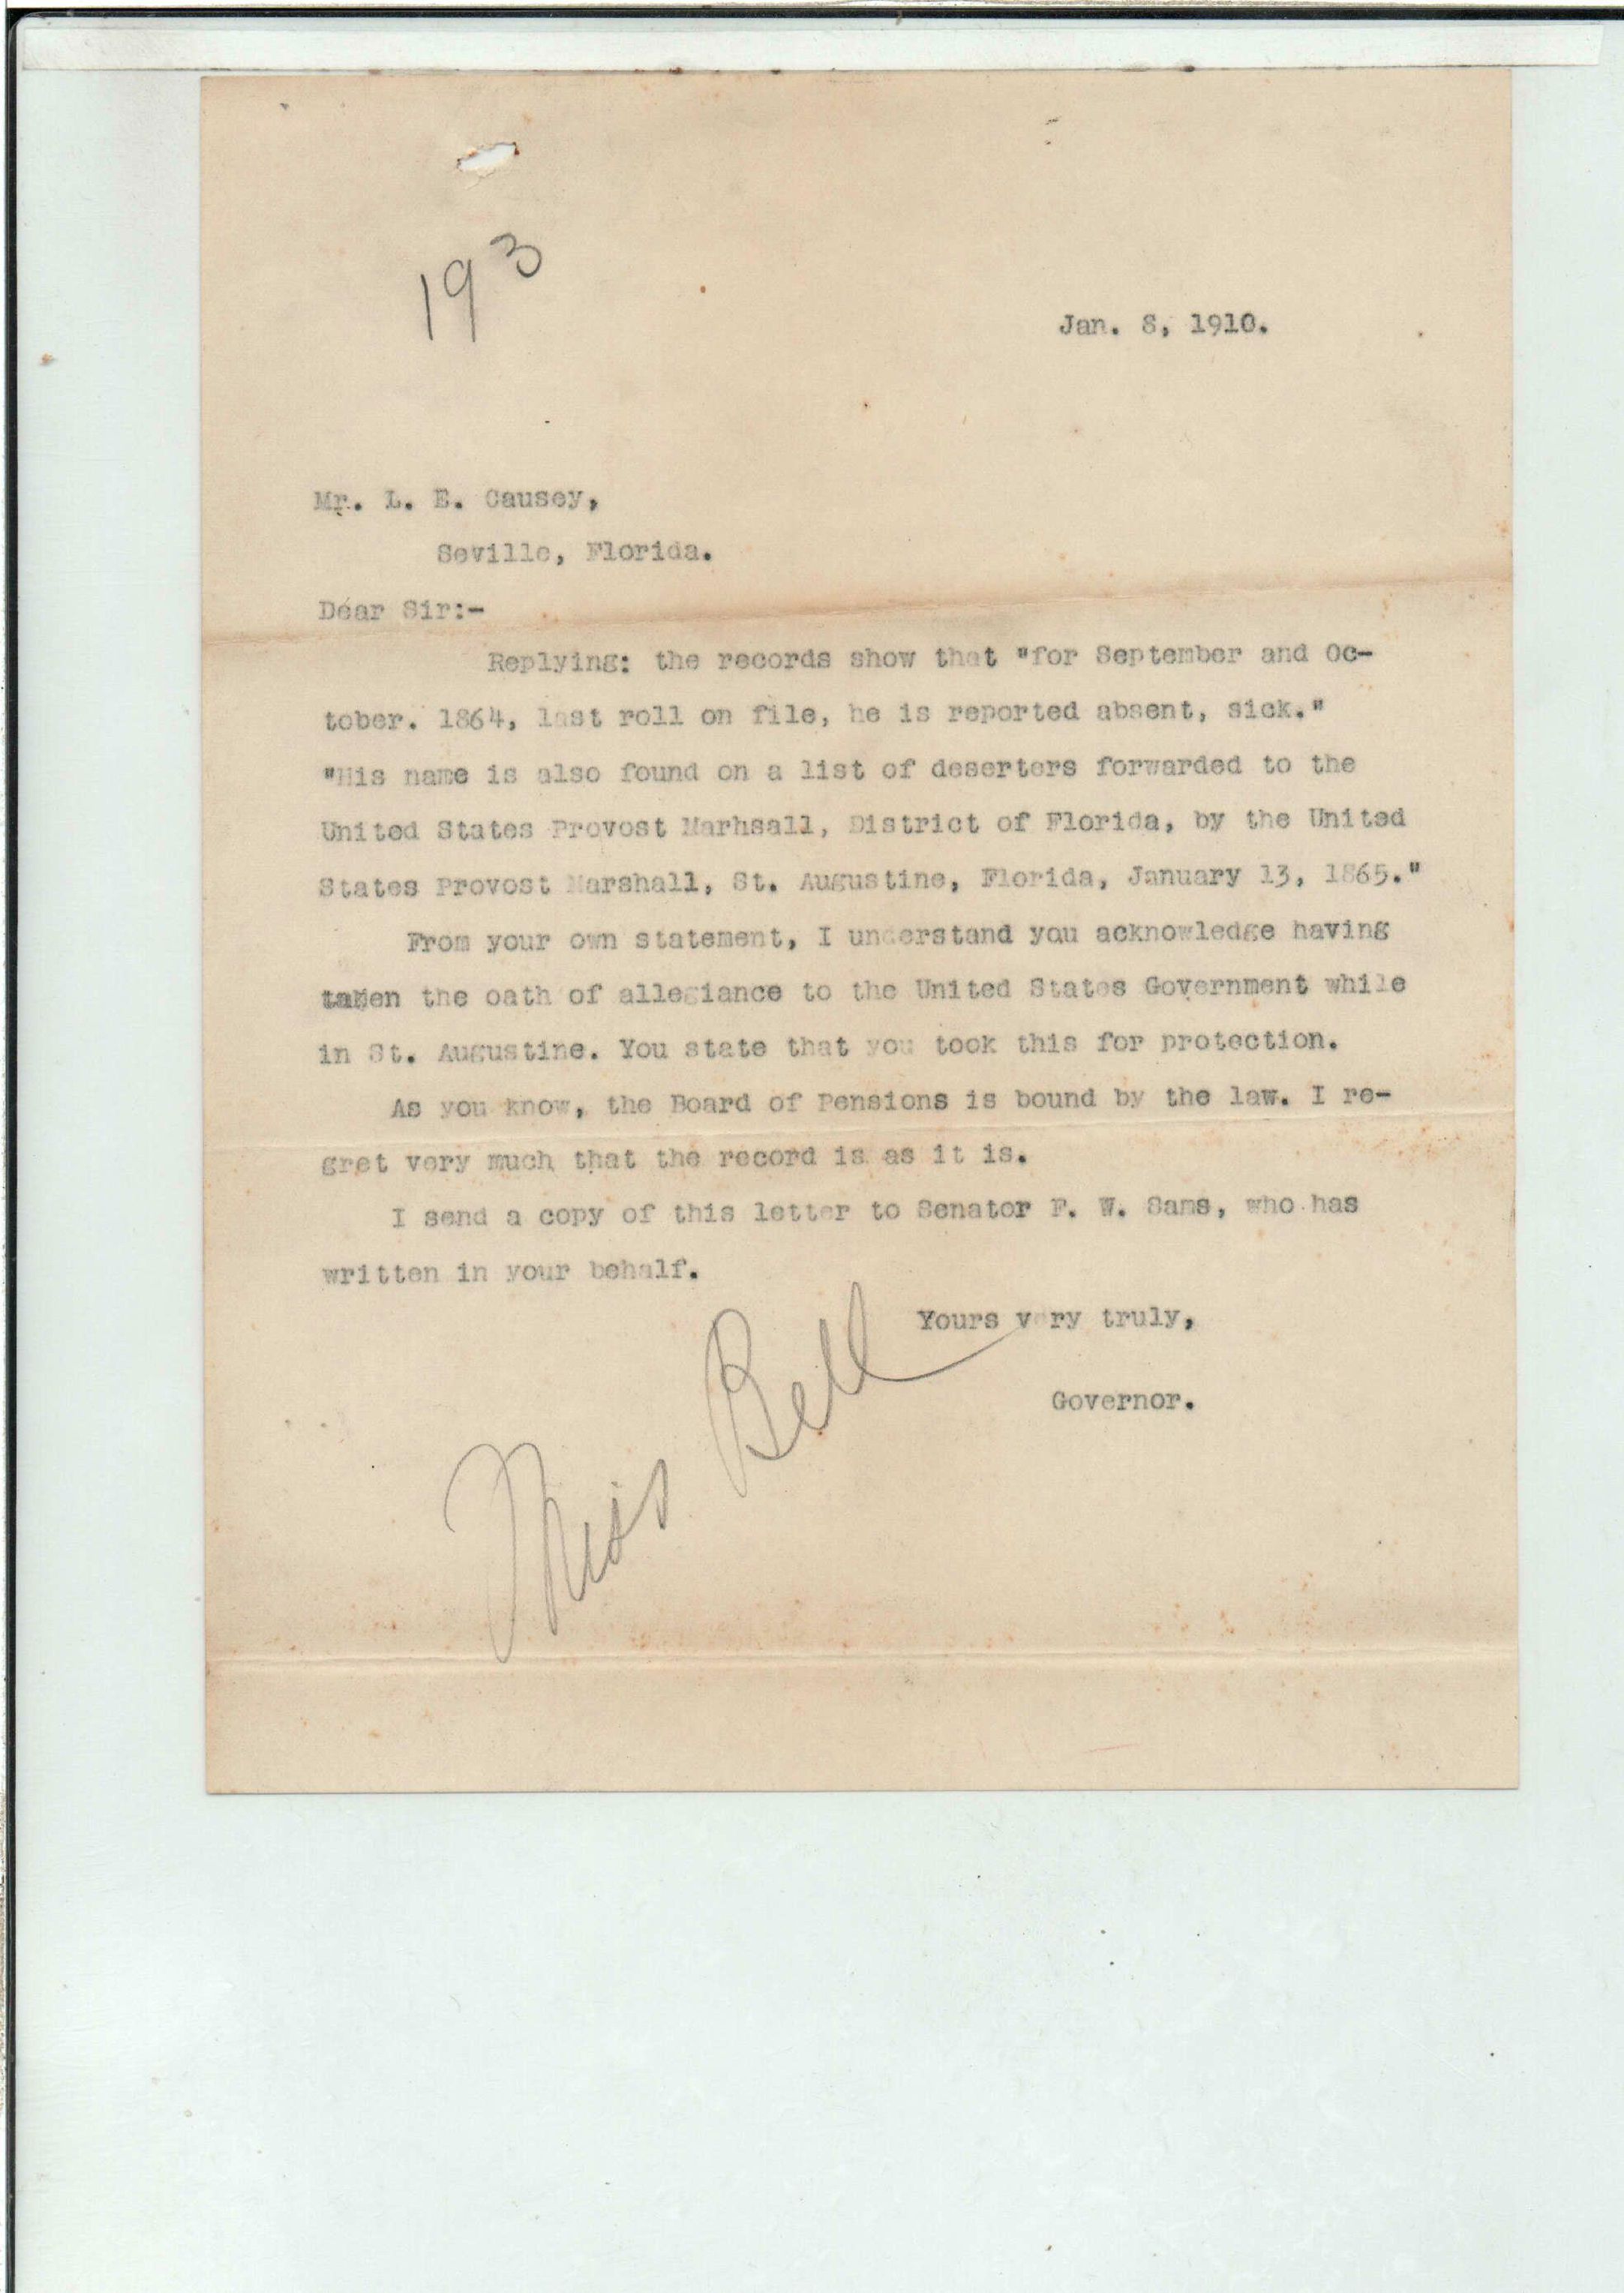 193
Jan. 8, 1910.
Mr. L. E. Causey,
Seville, Florida.
Dear Sir:-
Replying: the records show that "for September and Oc-
tober. 1864, last roll on file, he is reported absent, sick."
"His name is also found on a list of deserters forwarded to the
United States Provost Marhsall, District of Florida, by the United
States Provost Marshall, St. Augustine, Florida, January 13, 1865."
From your own statement, I understand you acknowledge having
taken the oath of allegiance to the United States Government while
in St. Augustine. You state that you took this for protection.
As you know, the Board of Pensions is bound by the law. I re-
gret very much that the record is as it is.
I send a copy of this letter to Senator F. W. Sams, who has
written in your behalf.
Yours very truly,
Governor.
Miss Bell